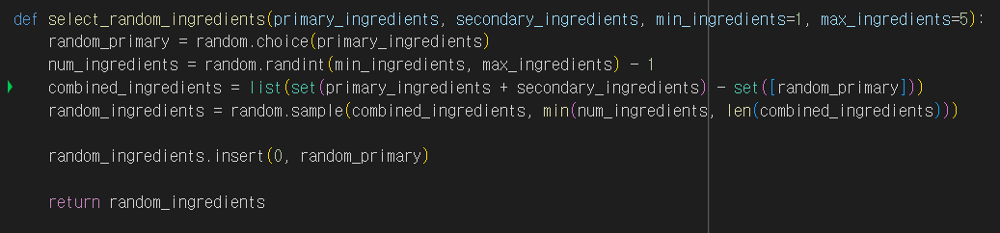 def select_random_ingredients(primary_ingredients, secondary_ingredients, min_ingredients=1, max_ingredients=5):
    random_primary = random.choice(primary_ingredients)
    num_ingredients = random.randint(min_ingredients, max_ingredients) - 1
    combined_ingredients = list(set(primary_ingredients + secondary_ingredients) - set([random_primary]))
    random_ingredients = random.sample(combined_ingredients, min(num_ingredients, len(combined_ingredients)))

    random_ingredients.insert(0, random_primary)

    return random_ingredients